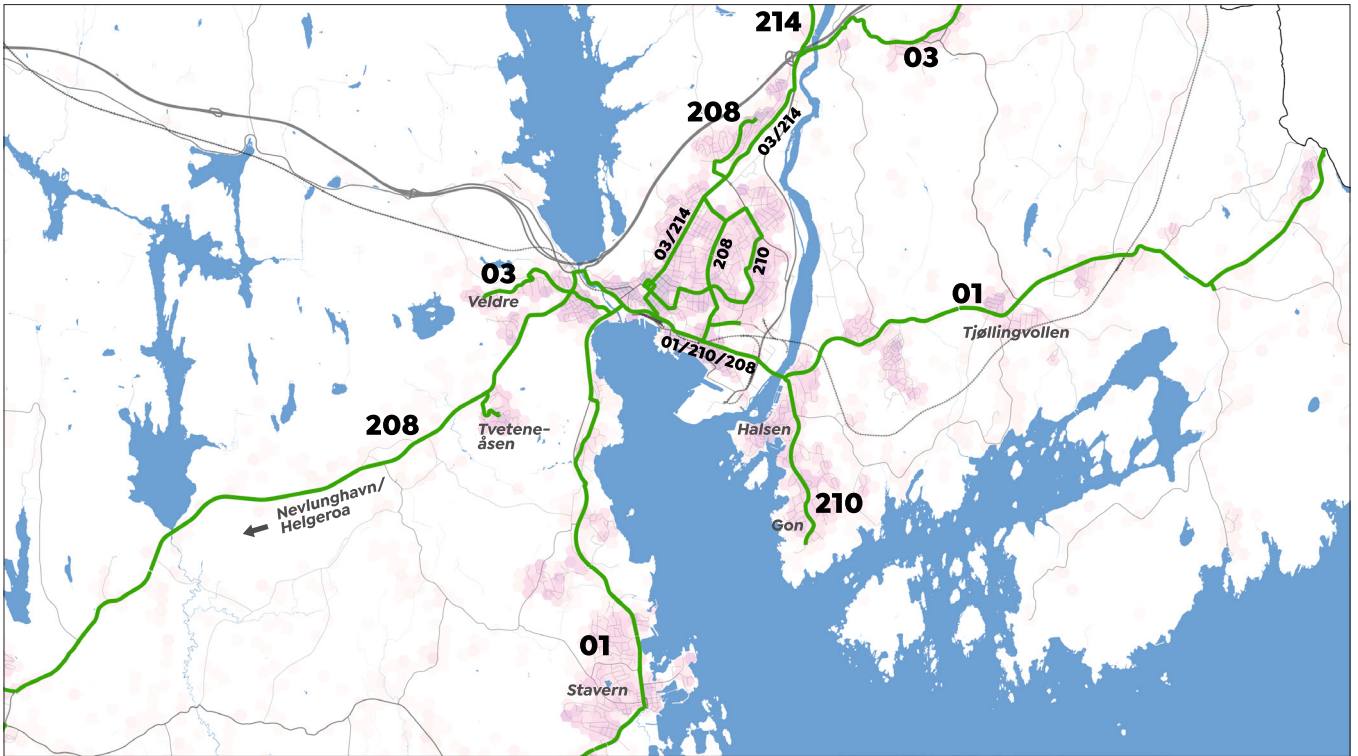 214
03
208
03/214
03/214
208
210
03
Veldre
01
Tjøllingvollen
01/210/208
208
Tvetene-
åsen
Halsen
Nevlunghavn/
Helgeroa
210
Gon
01
Stavern